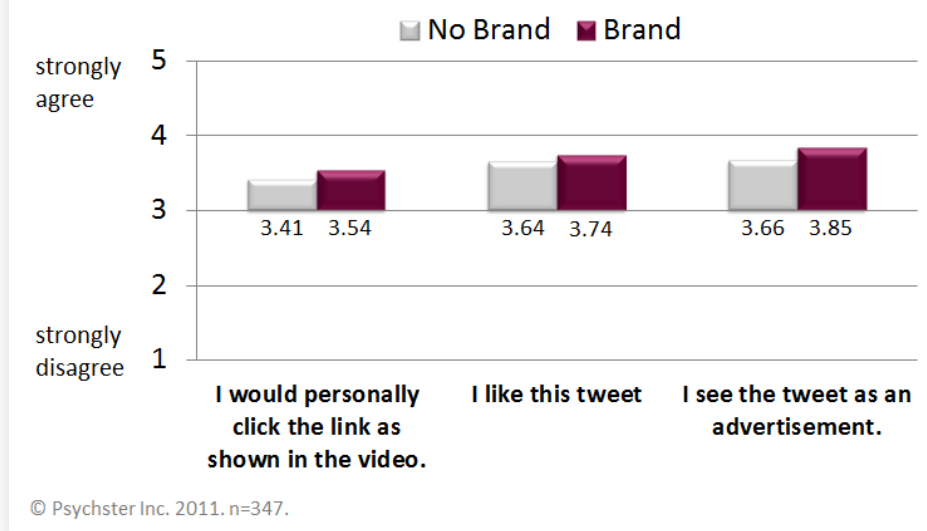 No Brand Brand
strongly
agree
5
4
3
2
strongly
disagree
1
3.41 3.54
3.64 3.74
3.66 3.85
I would personally
click the link as
shown in the video.
I like this tweet
I see the tweet as an
advertisement.
© Psychster Inc. 2011. n=347.